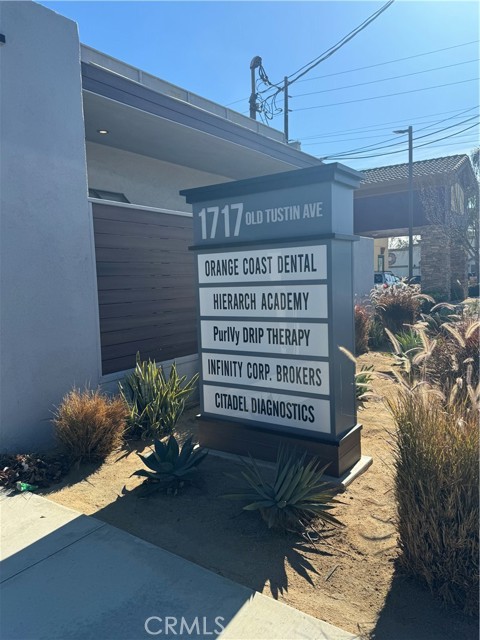 1717 OLD TUSTIN AVE
ORANGE COAST DENTAL
HIERARCH ACADEMY
PurIVy DRIP THERAPY
INFINITY CORP. BROKERS
CITADEL DIAGNOSTICS
CRMLS